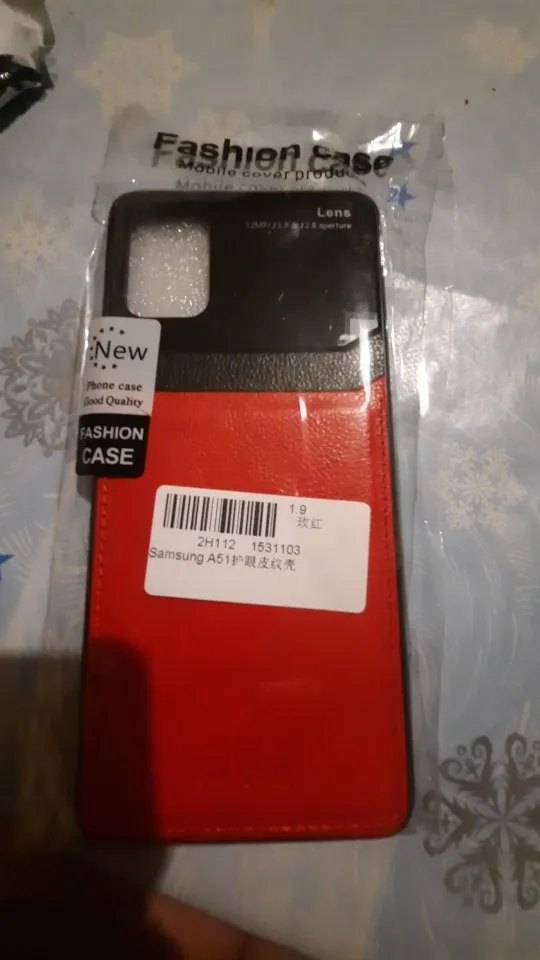 Fashion case
Mobile cover produ
Lens
aperture
New
Phone case
Good Quality
FASHION
CASE
1.9
玫红
2H112 1531103
Samsung A51护眼皮纹壳